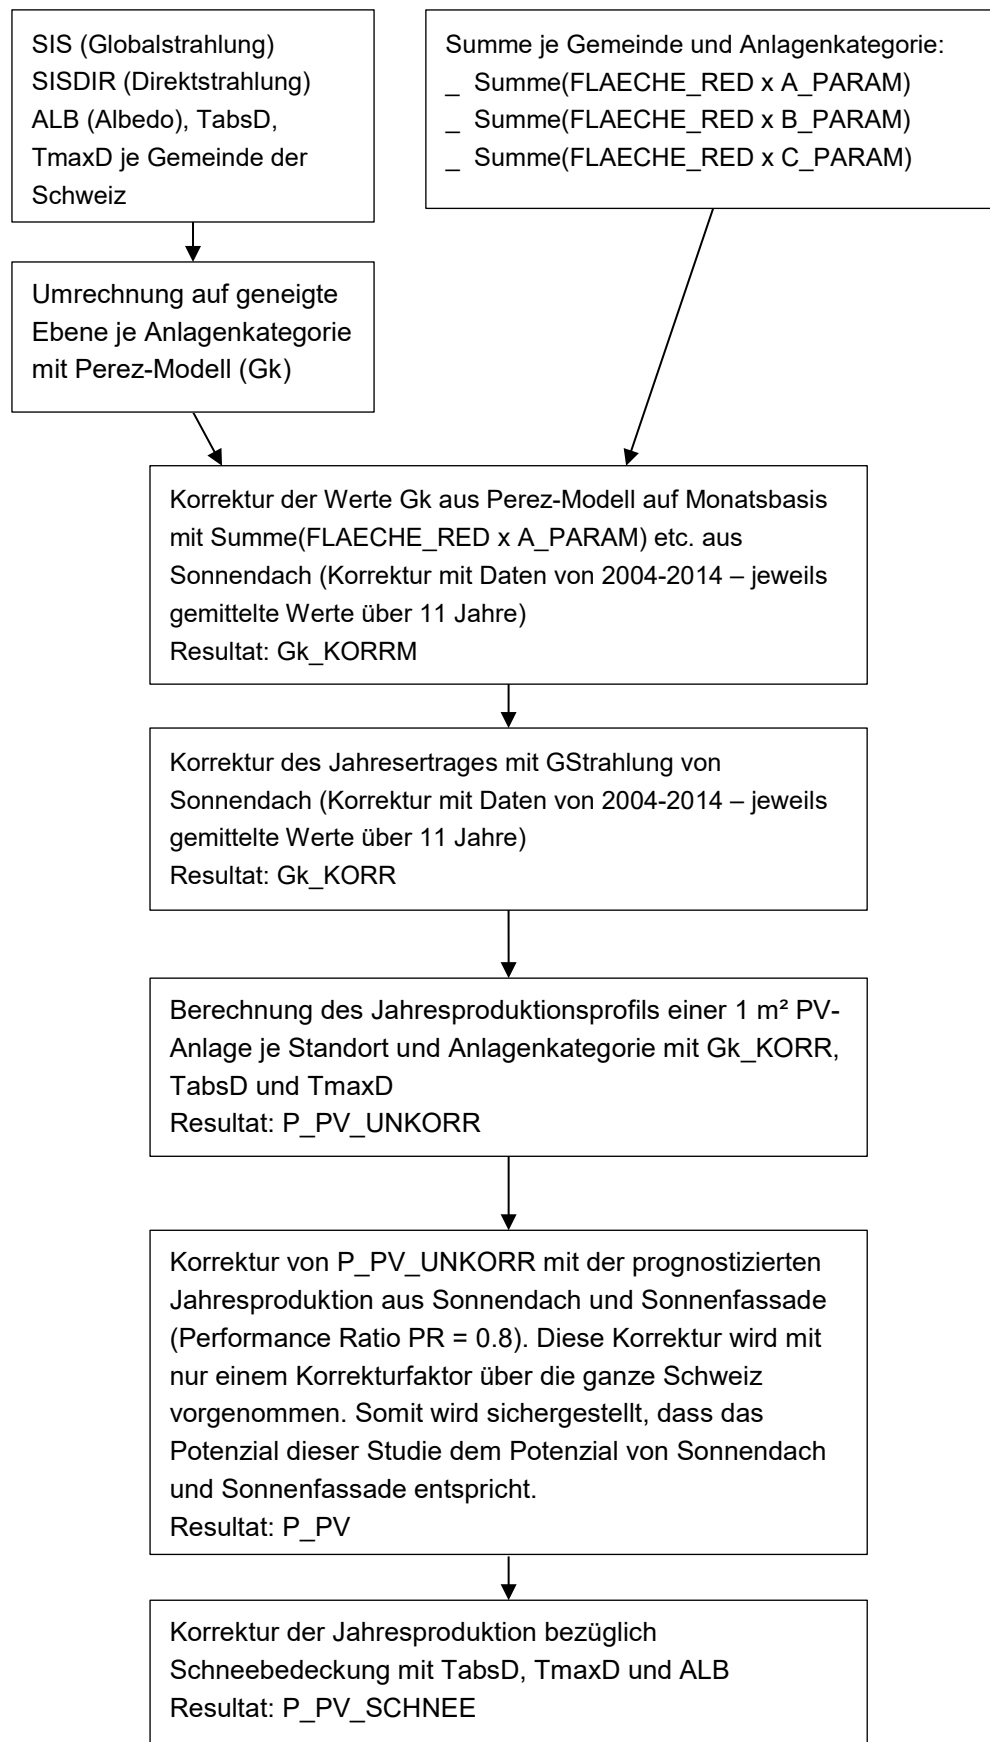 SIS (Globalstrahlung)
SISDIR (Direktstrahlung)
ALB (Albedo), TabsD,
TmaxD je Gemeinde der
Schweiz
Summe je Gemeinde und Anlagenkategorie:
_ Summe(FLAECHE_RED x A_PARAM)
_ Summe(FLAECHE_RED x B_PARAM)
_ Summe(FLAECHE_RED x C_PARAM)
Umrechnung auf geneigte
Ebene je Anlagenkategorie
mit Perez-Modell (Gk)
Korrektur der Werte Gk aus Perez-Modell auf Monatsbasis
mit Summe(FLAECHE_RED x A_PARAM) etc. aus
Sonnendach (Korrektur mit Daten von 2004-2014 – jeweils
gemittelte Werte über 11 Jahre)
Resultat: Gk_KORRM
Korrektur des Jahresertrages mit GStrahlung von
Sonnendach (Korrektur mit Daten von 2004-2014 – jeweils
gemittelte Werte über 11 Jahre)
Resultat: Gk_KORR
Berechnung des Jahresproduktionsprofils einer 1 m² PV-
Anlage je Standort und Anlagenkategorie mit Gk_KORR,
TabsD und TmaxD
Resultat: P_PV_UNKORR
Korrektur von P_PV_UNKORR mit der prognostizierten
Jahresproduktion aus Sonnendach und Sonnenfassade
(Performance Ratio PR = 0.8). Diese Korrektur wird mit
nur einem Korrekturfaktor über die ganze Schweiz
vorgenommen. Somit wird sichergestellt, dass das
Potenzial dieser Studie dem Potenzial von Sonnendach
und Sonnenfassade entspricht.
Resultat: P_PV
Korrektur der Jahresproduktion bezüglich
Schneebedeckung mit TabsD, TmaxD und ALB
Resultat: P_PV_SCHNEE